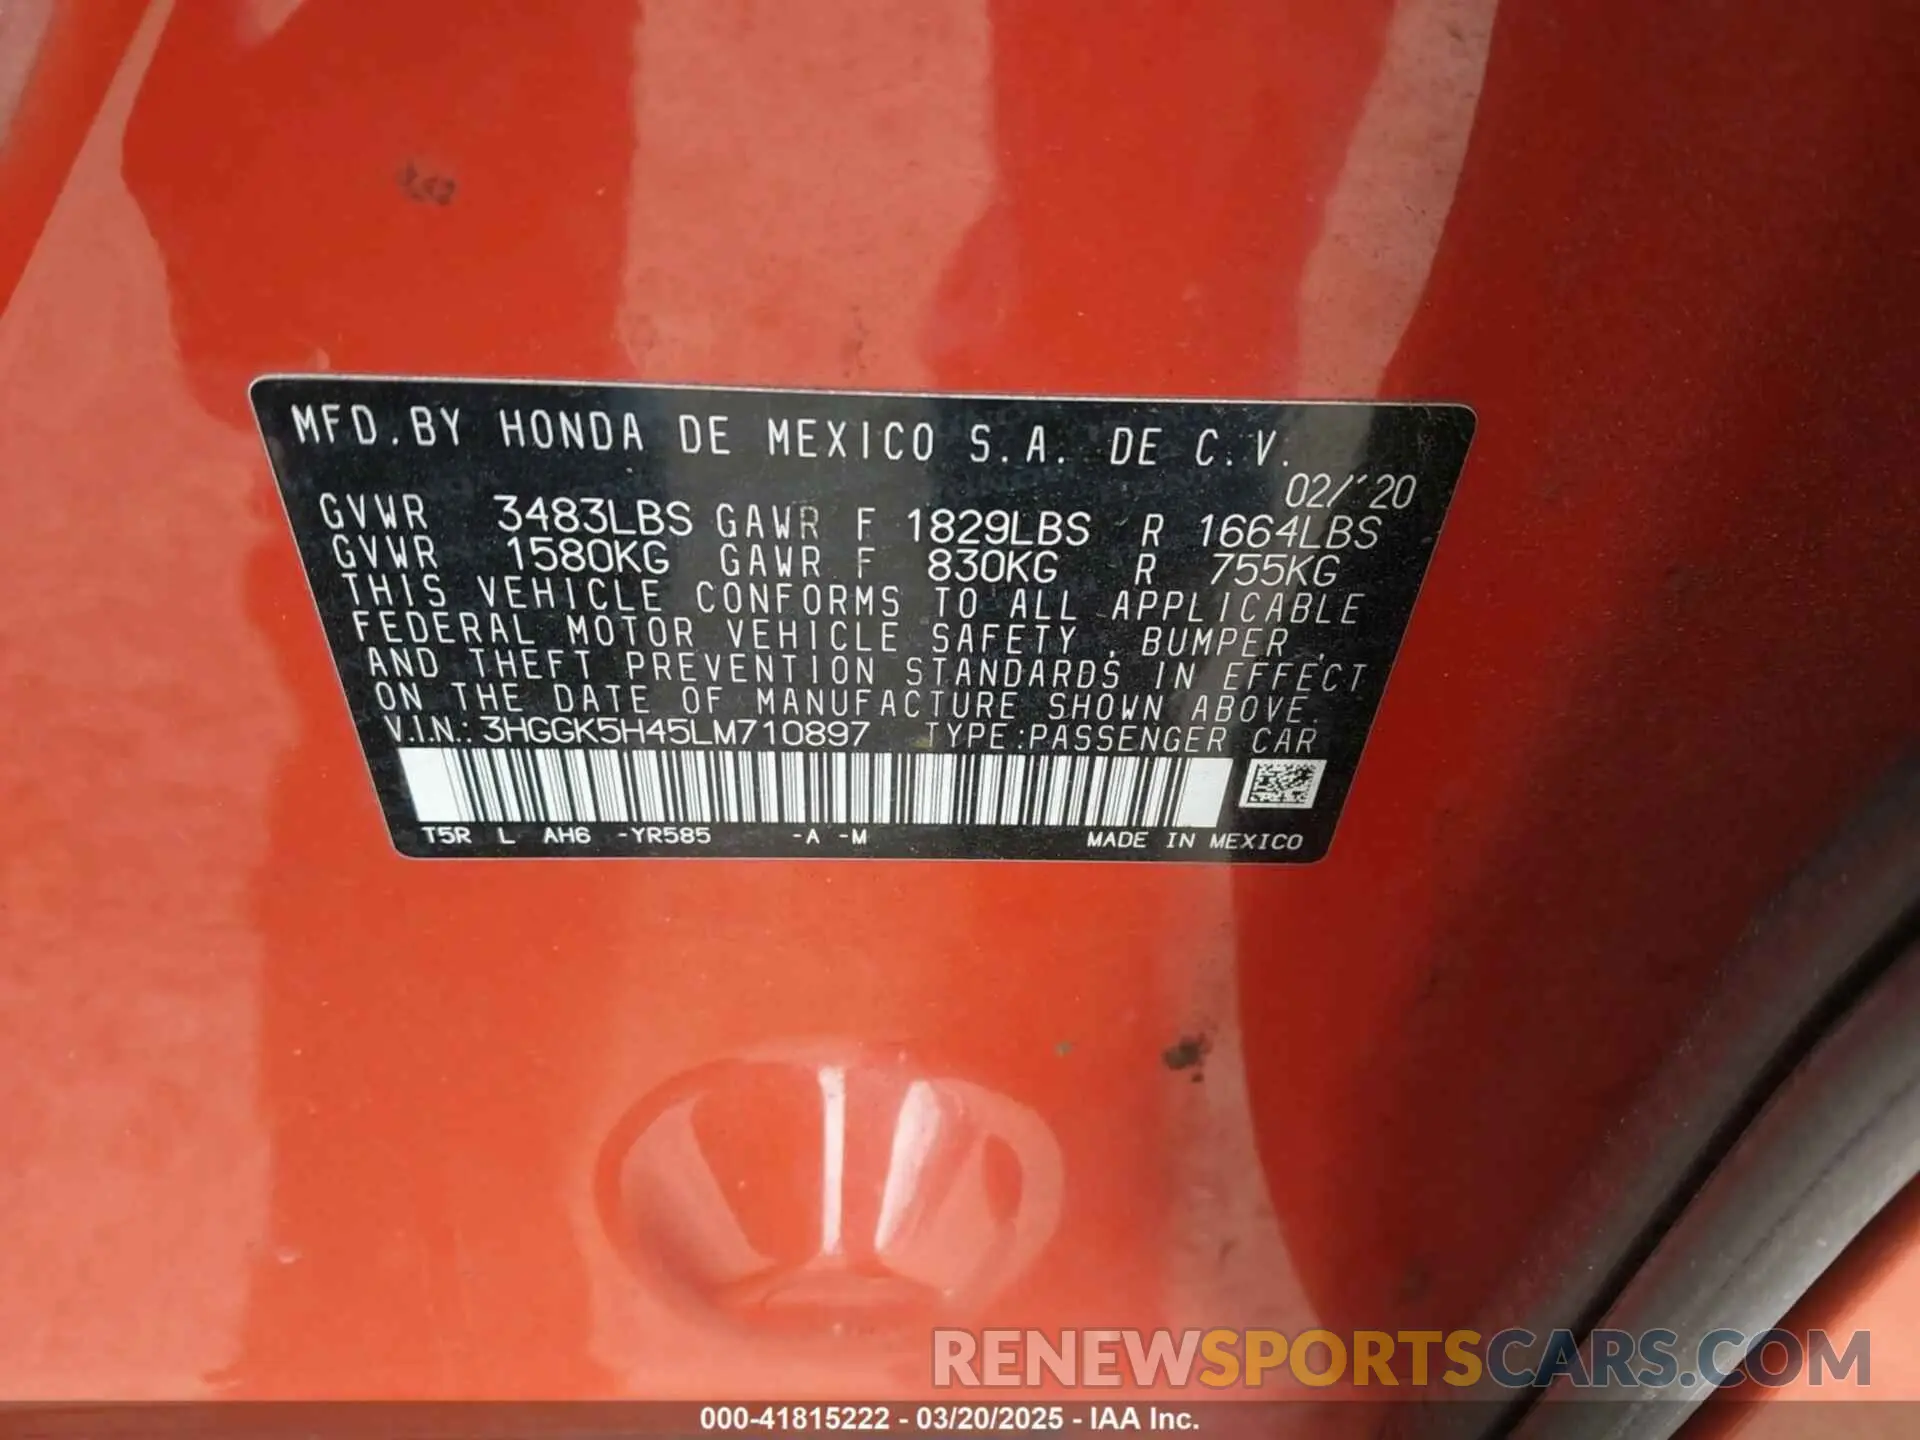 MFD.BY HONDA DE MEXICO S.A. DE C.V.
02/'20
GVWR 3483LBS GAWR F 1829LBS R 1664LBS
GVWR 1580KG GAWR F 830KG R 755KG
THIS VEHICLE CONFORMS TO ALL APPLICABLE
FEDERAL MOTOR VEHICLE SAFETY , BUMPER ,
AND THEFT PREVENTION STANDARDS IN EFFECT
ON THE DATE OF MANUFACTURE SHOWN ABOVE.
V.I.N.: 3HGGK5H45LM710897 TYPE:PASSENGER CAR
T5R L AH6 -YR585 -A -M MADE IN MEXICO
RENEWSPORTSCARS.COM
000-41815222 - 03/20/2025 - IAA Inc.